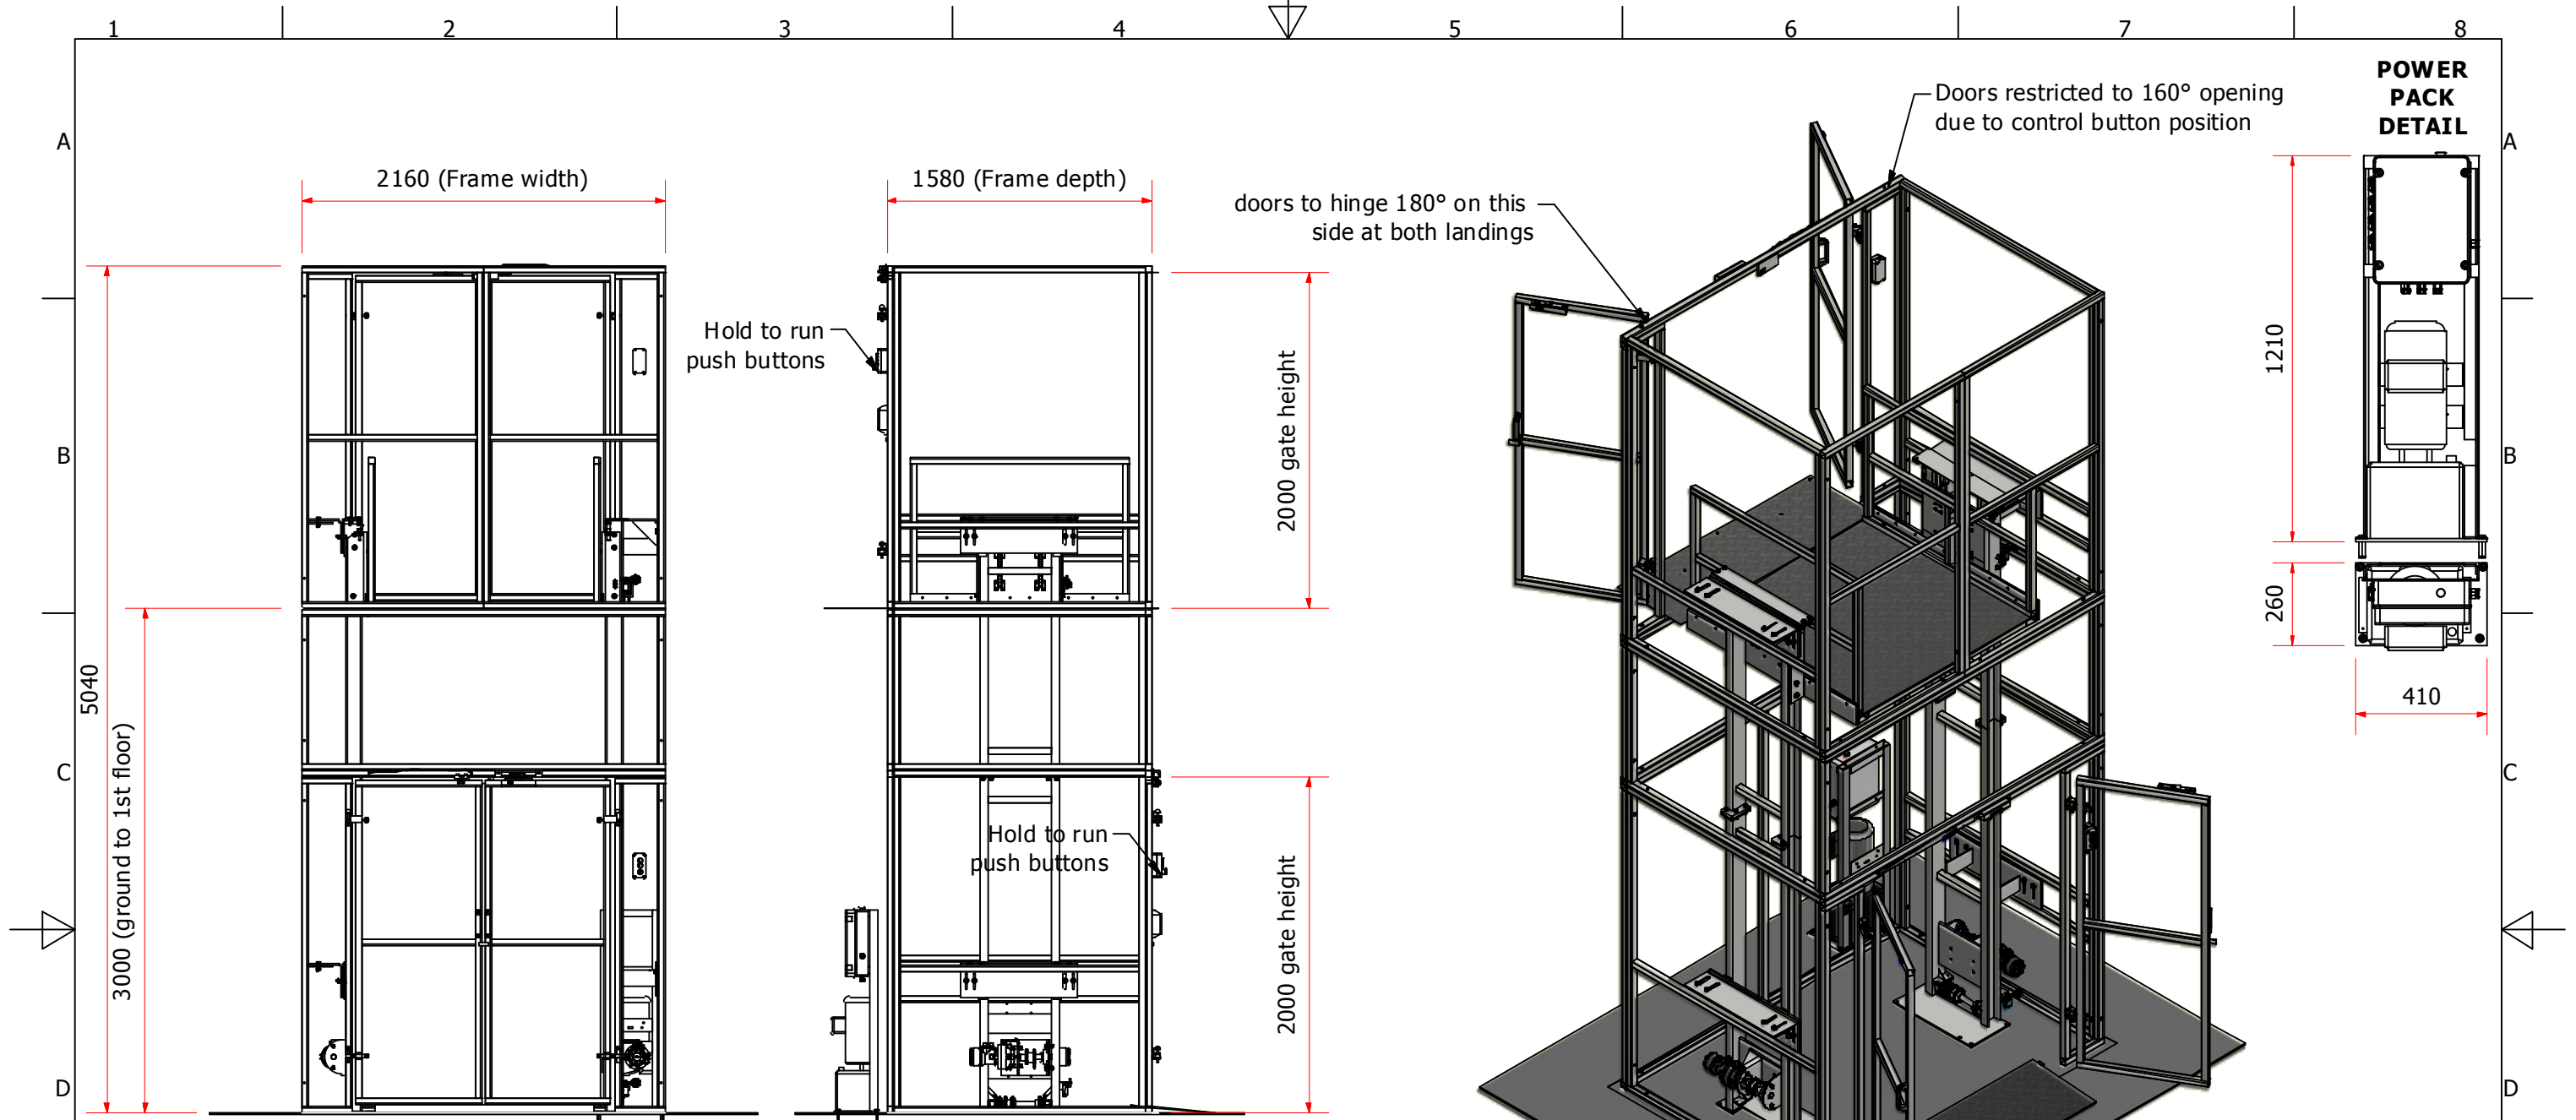 1 2 3 4 5 6 7 8
A
B
C
D
2160 (Frame width)
1580 (Frame depth)
Hold to run
push buttons
2000 gate height
5040
3000 (ground to 1st floor)
Hold to run
push buttons
2000 gate height
doors to hinge 180° on this
side at both landings
Doors restricted to 160° opening
due to control button position
POWER
PACK
DETAIL
1210
260
410
A
B
C
D